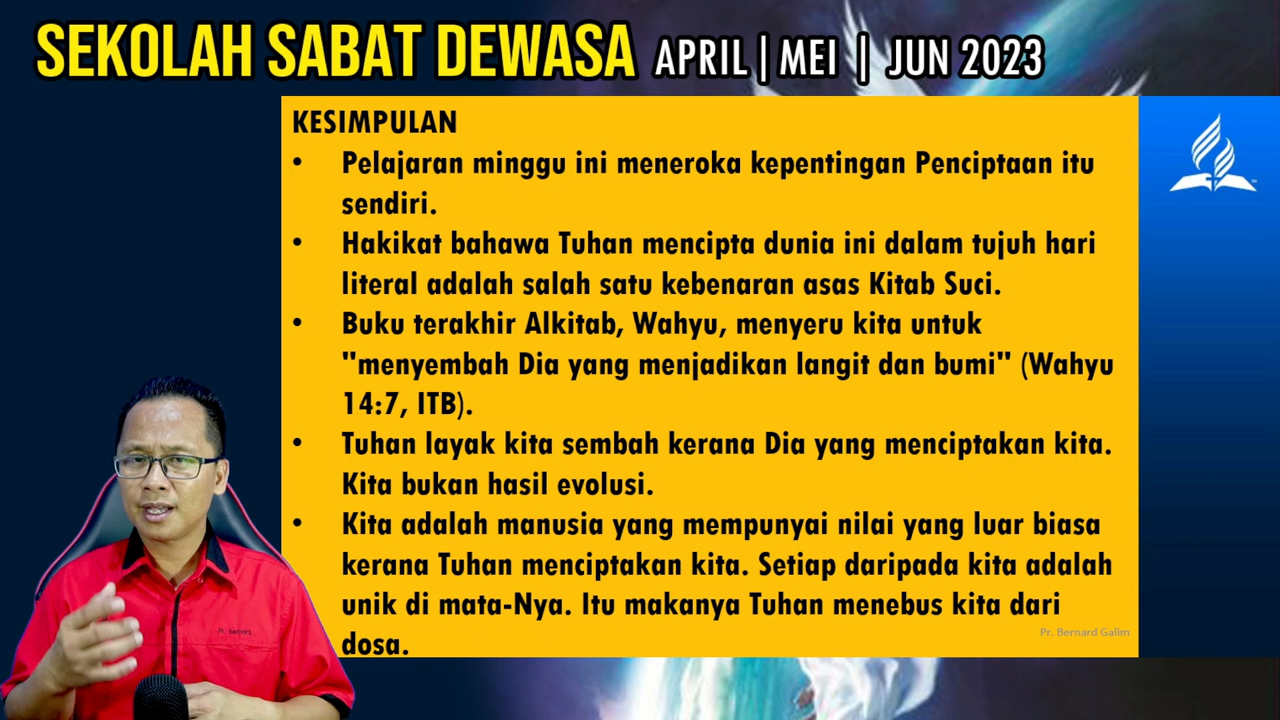 SEKOLAH SABAT DEWASA APRIL | MEI | JUN 2023
KESIMPULAN
• Pelajaran minggu ini meneroka kepentingan Penciptaan itu
sendiri.
• Hakikat bahawa Tuhan mencipta dunia ini dalam tujuh hari
literal adalah salah satu kebenaran asas Kitab Suci.
• Buku terakhir Alkitab, Wahyu, menyeru kita untuk
"menyembah Dia yang menjadikan langit dan bumi" (Wahyu
14:7, ITB).
• Tuhan layak kita sembah kerana Dia yang menciptakan kita.
Kita bukan hasil evolusi.
• Kita adalah manusia yang mempunyai nilai yang luar biasa
kerana Tuhan menciptakan kita. Setiap daripada kita adalah
unik di mata-Nya. Itu makanya Tuhan menebus kita dari
dosa.
Pr. Bernard Galim
Pr. Bernard